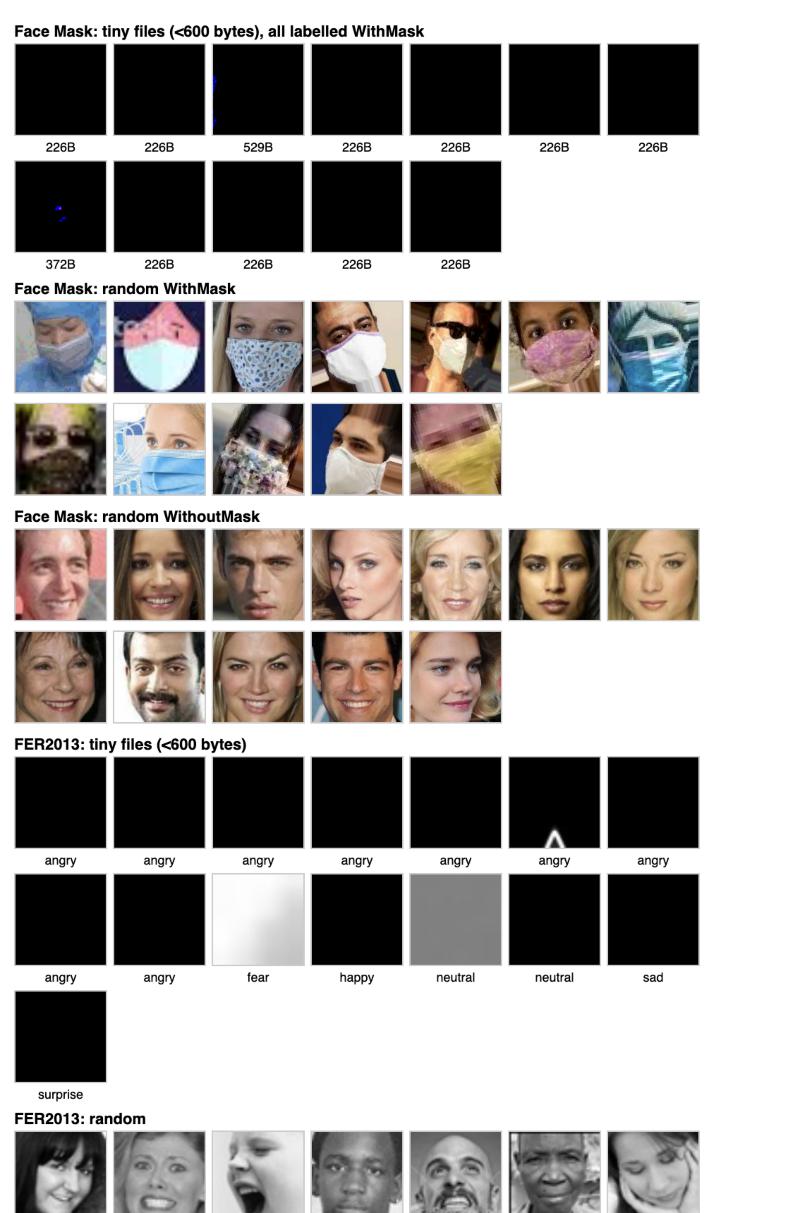 Face Mask: tiny files (<600 bytes), all labelled WithMask
226B 226B 529B 226B 226B 226B 226B
372B 226B 226B 226B 226B
Face Mask: random WithMask
Face Mask: random WithoutMask
FER2013: tiny files (<600 bytes)
angry angry angry angry angry angry angry
angry angry fear happy neutral neutral sad
surprise
FER2013: random